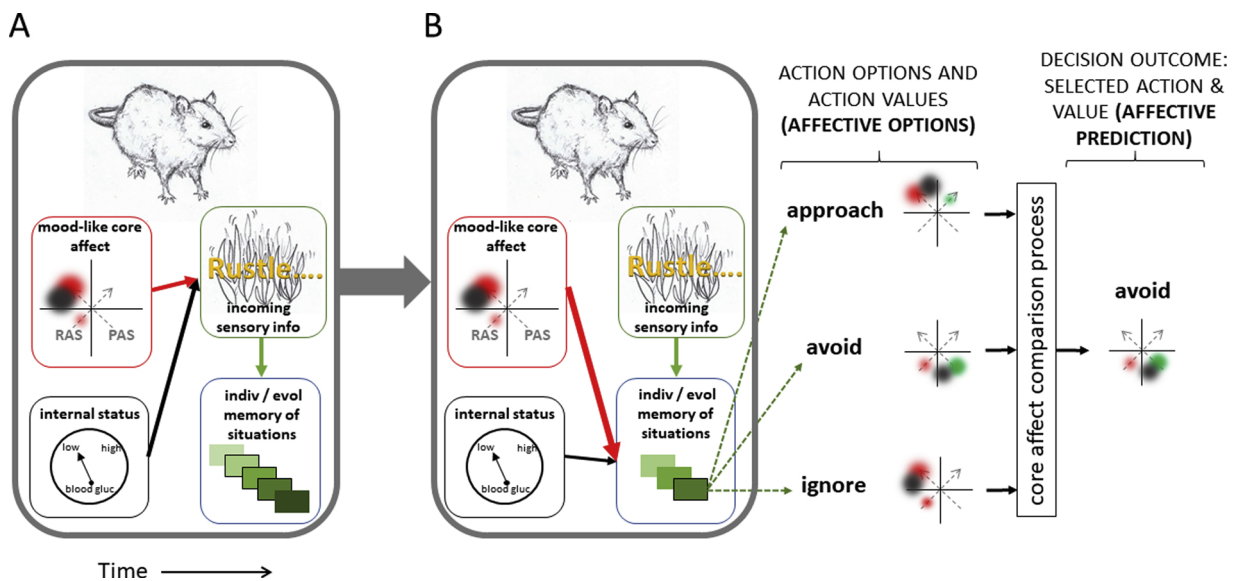 A
mood-like core
affect
RAS
PAS
Rustle....
incoming
sensory info
internal status
low
high
blood gluc.
indiv / evol
memory of
situations
Time
B
mood-like core
affect
RAS
PAS
Rustle....
incoming
sensory info
internal status
low
high
blood gluc.
indiv / evol
memory of
situations
ACTION OPTIONS AND
ACTION VALUES
(AFFECTIVE OPTIONS)
approach
avoid
ignore
core affect comparison process
DECISION OUTCOME:
SELECTED ACTION &
VALUE (AFFECTIVE
PREDICTION)
avoid